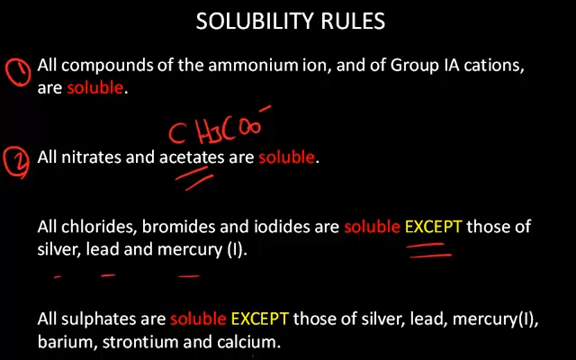 SOLUBILITY RULES
1 All compounds of the ammonium ion, and of Group IA cations,
are soluble.
CH3COO-
2 All nitrates and acetates are soluble.
All chlorides, bromides and iodides are soluble EXCEPT those of
silver, lead and mercury (I).
All sulphates are soluble EXCEPT those of silver, lead, mercury(I),
barium, strontium and calcium.